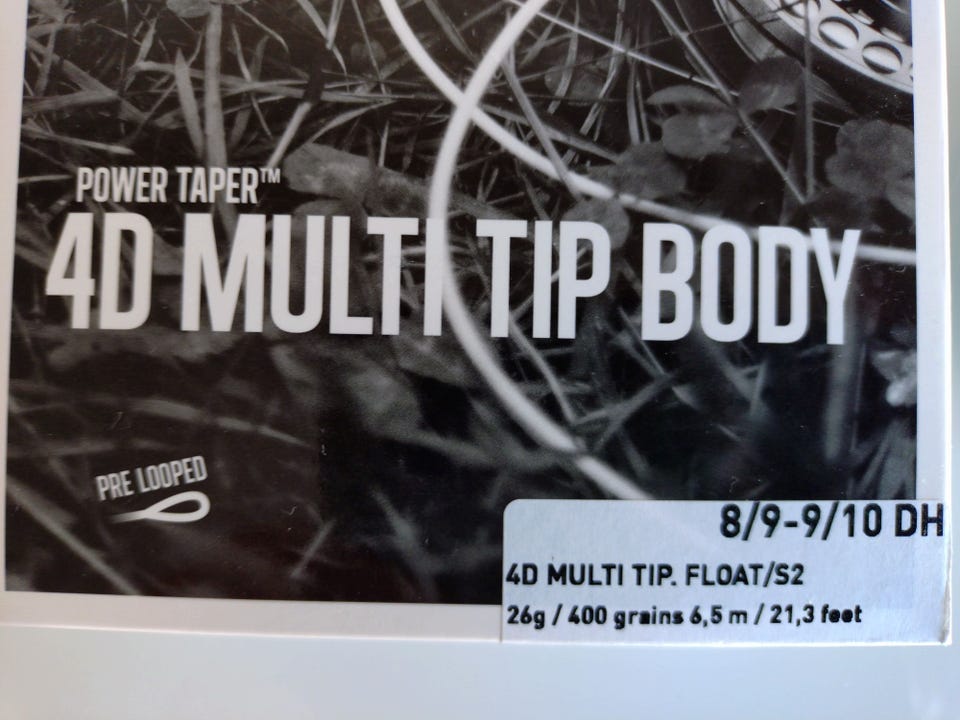 POWER TAPER™
4D MULTI TIP BODY
PRE LOOPED
8/9-9/10 DH
4D MULTI TIP. FLOAT/S2
26g / 400 grains 6,5 m / 21,3 feet